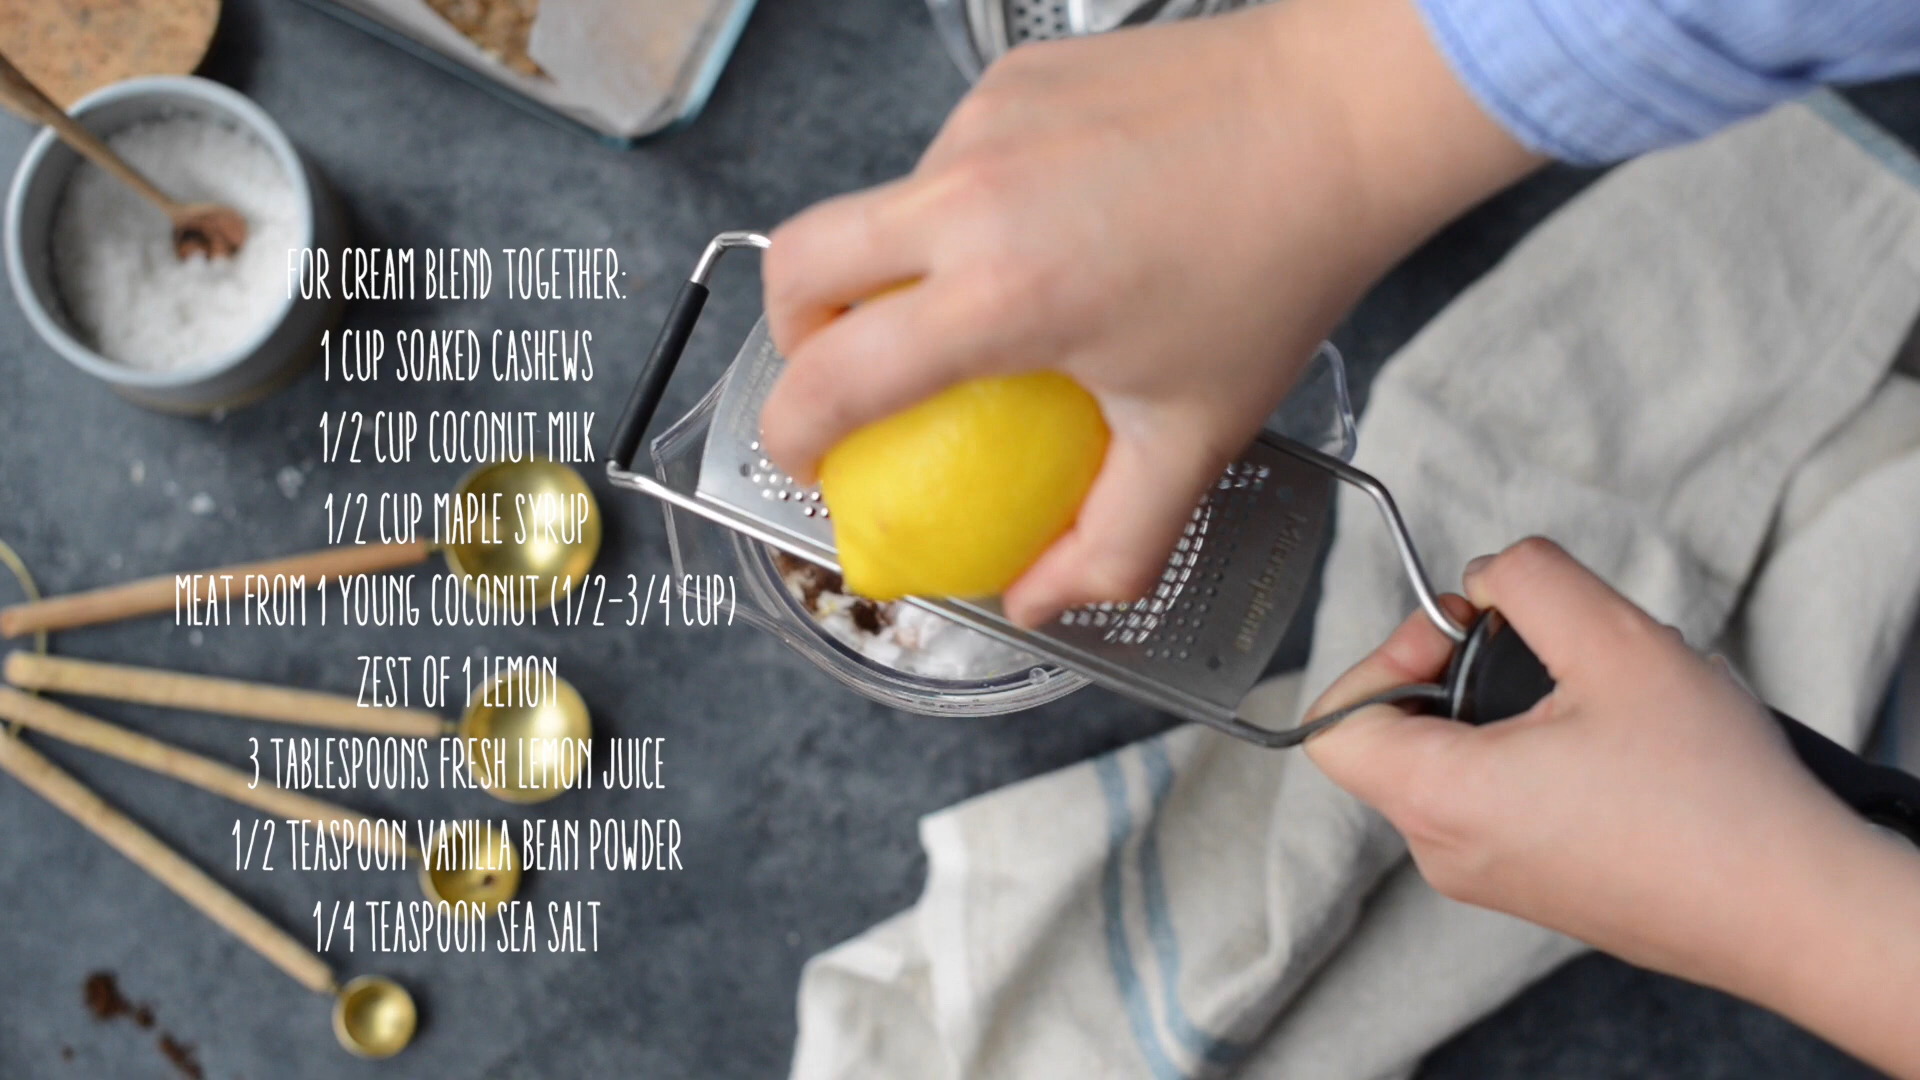 FOR CREAM BLEND TOGETHER:
1 CUP SOAKED CASHEWS
1/2 CUP COCONUT MILK
1/2 CUP MAPLE SYRUP
MEAT FROM 1 YOUNG COCONUT (1/2-3/4 CUP)
ZEST OF 1 LEMON
3 TABLESPOONS FRESH LEMON JUICE
1/2 TEASPOON VANILLA BEAN POWDER
1/4 TEASPOON SEA SALT
Microplane